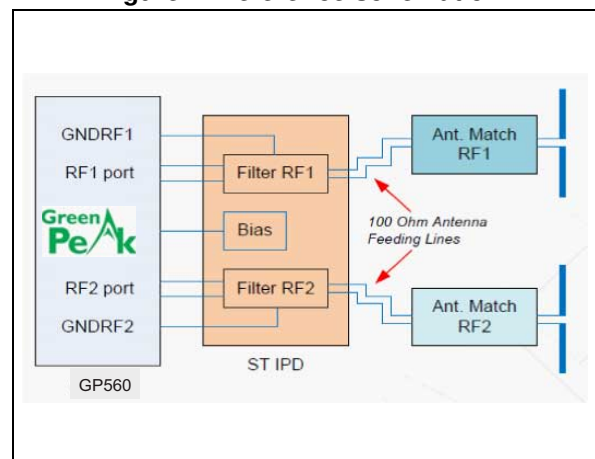 GNDRF1
RF1 port
Green
PeAk
RF2 port
GNDRF2
GP560
Filter RF1
Bias
Filter RF2
ST IPD
100 Ohm Antenna
Feeding Lines
Ant. Match
RF1
Ant. Match
RF2